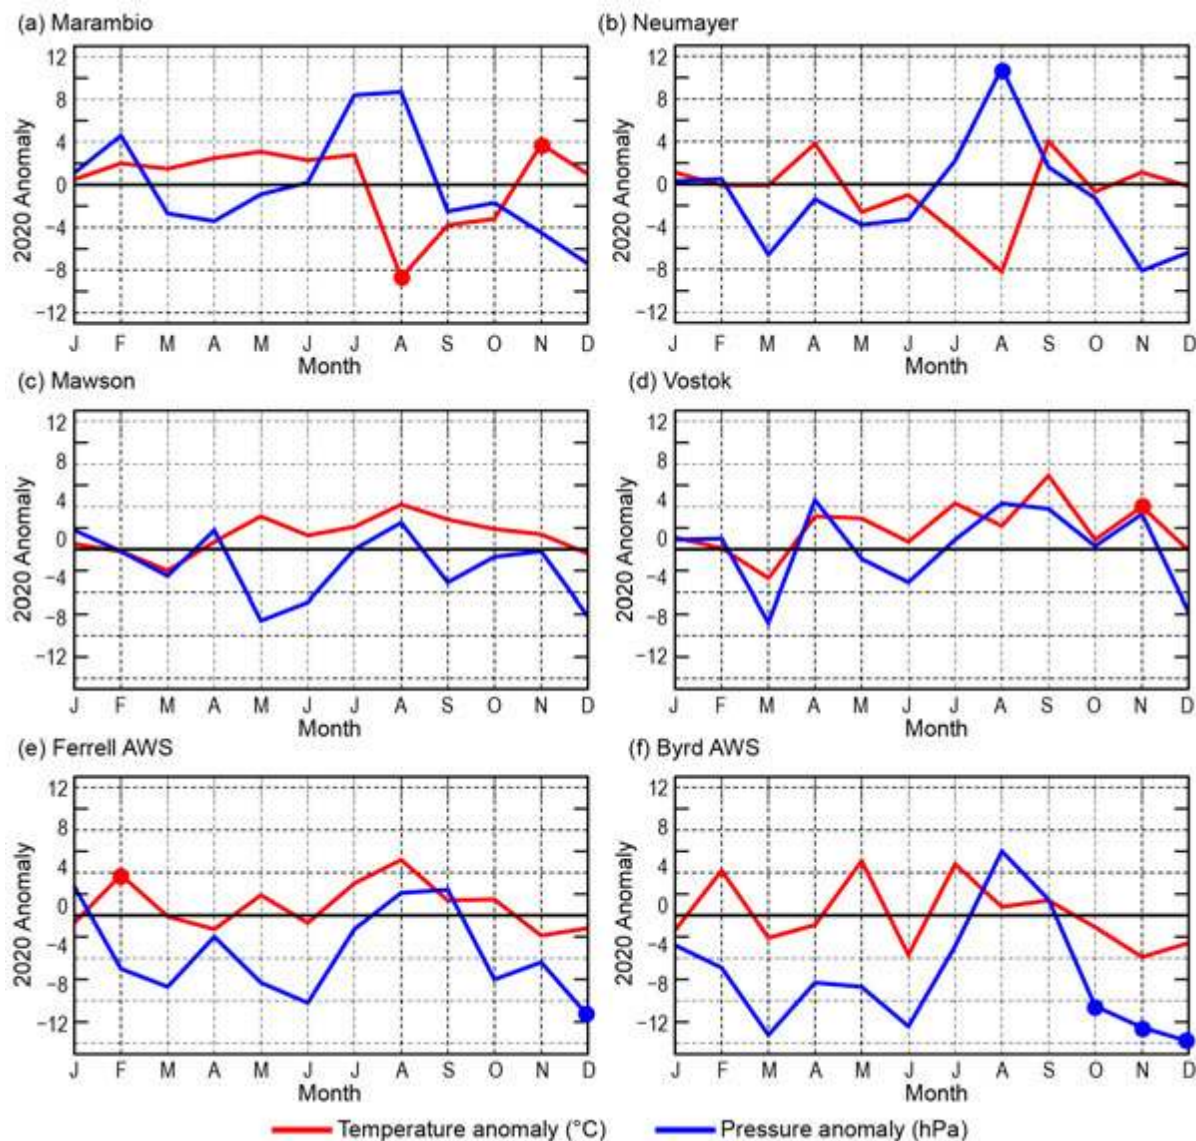 (a) Marambio
(b) Neumayer
2020 Anomaly
12
8
4
0
−4
−8
−12
J F M A M J J A S O N D
Month
2020 Anomaly
12
8
4
0
−4
−8
−12
J F M A M J J A S O N D
Month
(c) Mawson
(d) Vostok
2020 Anomaly
12
8
4
0
−4
−8
−12
J F M A M J J A S O N D
Month
2020 Anomaly
12
8
4
0
−4
−8
−12
J F M A M J J A S O N D
Month
(e) Ferrell AWS
(f) Byrd AWS
2020 Anomaly
12
8
4
0
−4
−8
−12
J F M A M J J A S O N D
Month
2020 Anomaly
12
8
4
0
−4
−8
−12
J F M A M J J A S O N D
Month
Temperature anomaly (°C)
Pressure anomaly (hPa)